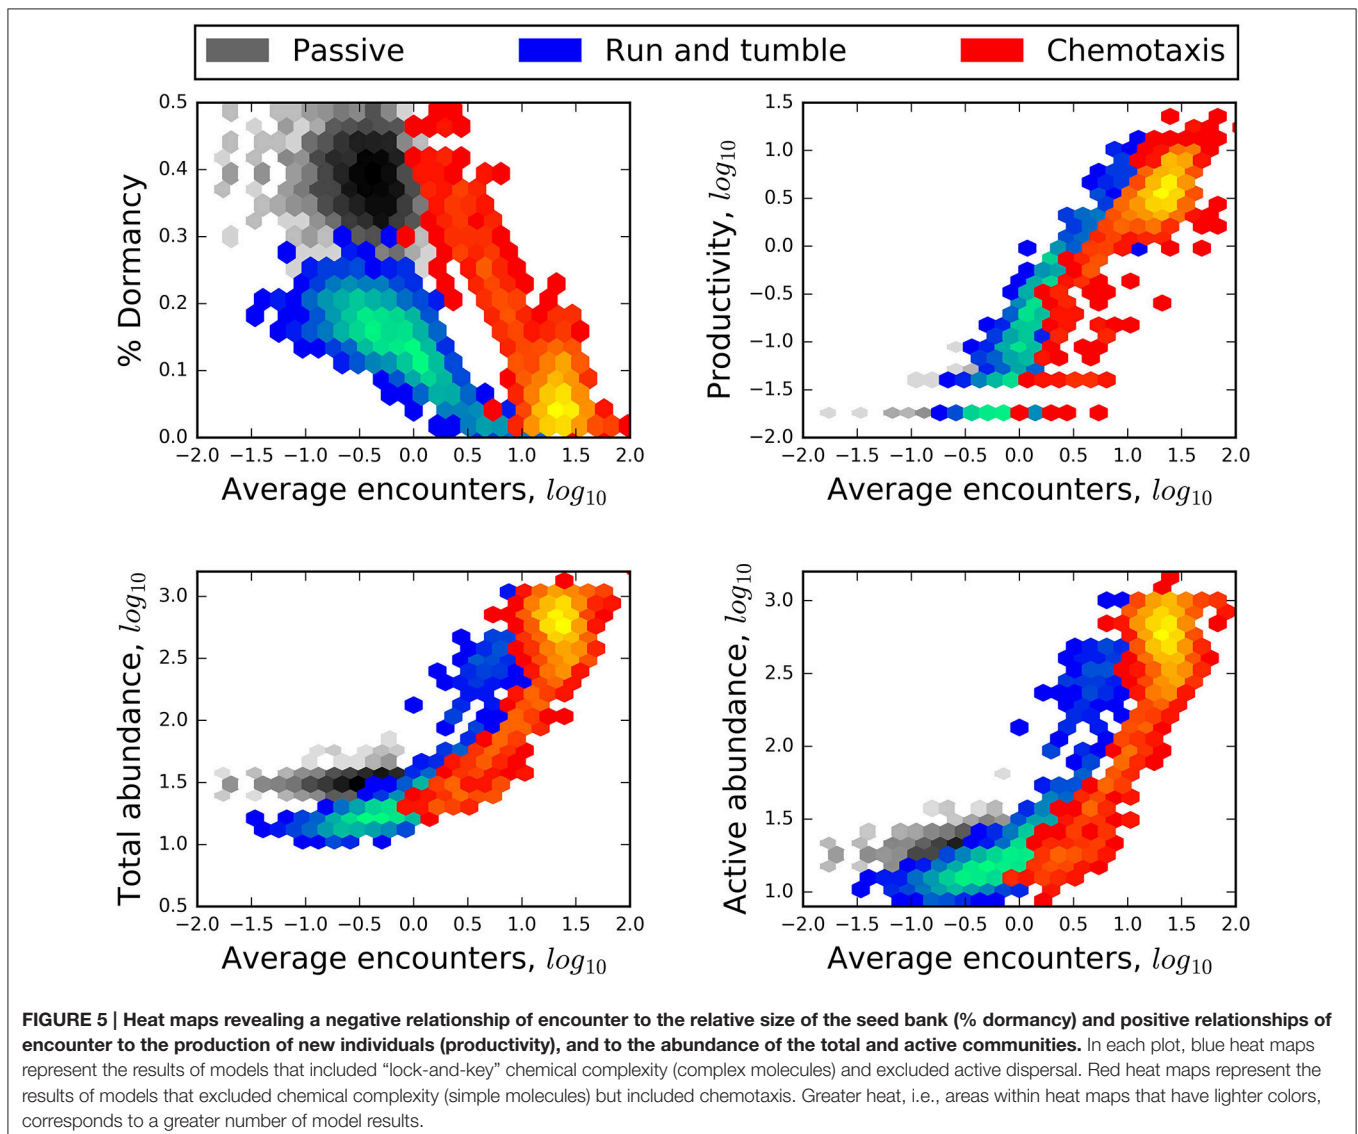 Passive Run and tumble Chemotaxis
0.5
0.4
0.3
0.2
0.1
0.0
% Dormancy
−2.0 −1.5 −1.0 −0.5 0.0 0.5 1.0 1.5 2.0
Average encounters, log10
1.5
1.0
0.5
0.0
−0.5
−1.0
−1.5
−2.0
Productivity, log10
−2.0 −1.5 −1.0 −0.5 0.0 0.5 1.0 1.5 2.0
Average encounters, log10
3.0
2.5
2.0
1.5
1.0
0.5
Total abundance, log10
−2.0 −1.5 −1.0 −0.5 0.0 0.5 1.0 1.5 2.0
Average encounters, log10
3.0
2.5
2.0
1.5
1.0
Active abundance, log10
−2.0 −1.5 −1.0 −0.5 0.0 0.5 1.0 1.5 2.0
Average encounters, log10
FIGURE 5 | Heat maps revealing a negative relationship of encounter to the relative size of the seed bank (% dormancy) and positive relationships of
encounter to the production of new individuals (productivity), and to the abundance of the total and active communities. In each plot, blue heat maps
represent the results of models that included “lock-and-key” chemical complexity (complex molecules) and excluded active dispersal. Red heat maps represent the
results of models that excluded chemical complexity (simple molecules) but included chemotaxis. Greater heat, i.e., areas within heat maps that have lighter colors,
corresponds to a greater number of model results.